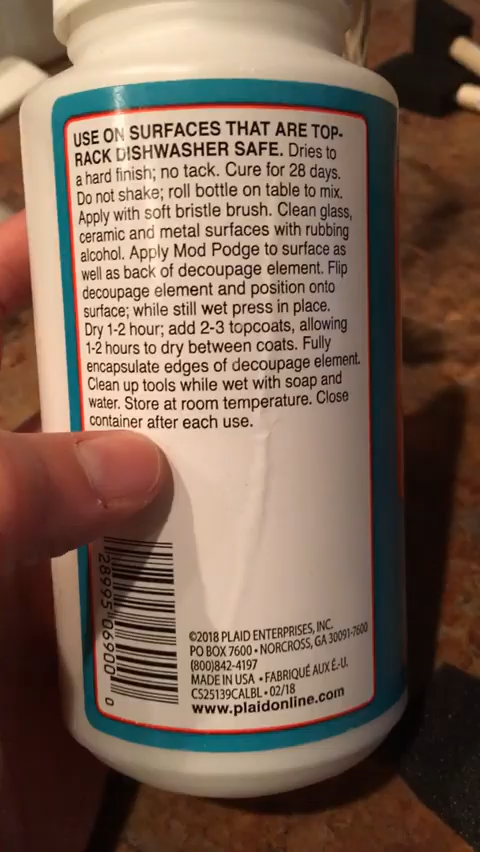 USE ON SURFACES THAT ARE TOP-
RACK DISHWASHER SAFE. Dries to
a hard finish; no tack. Cure for 28 days.
Do not shake; roll bottle on table to mix.
Apply with soft bristle brush. Clean glass,
ceramic and metal surfaces with rubbing
alcohol. Apply Mod Podge to surface as
well as back of decoupage element. Flip
decoupage element and position onto
surface; while still wet press in place.
Dry 1-2 hour; add 2-3 topcoats, allowing
1-2 hours to dry between coats. Fully
encapsulate edges of decoupage element.
Clean up tools while wet with soap and
water. Store at room temperature. Close
container after each use.
28995 06900 0
©2018 PLAID ENTERPRISES, INC.
PO BOX 7600 • NORCROSS, GA 30091-7600
(800)842-4197
MADE IN USA • FABRIQUÉ AUX É.-U.
CS25139CALBL • 02/18
www.plaidonline.com